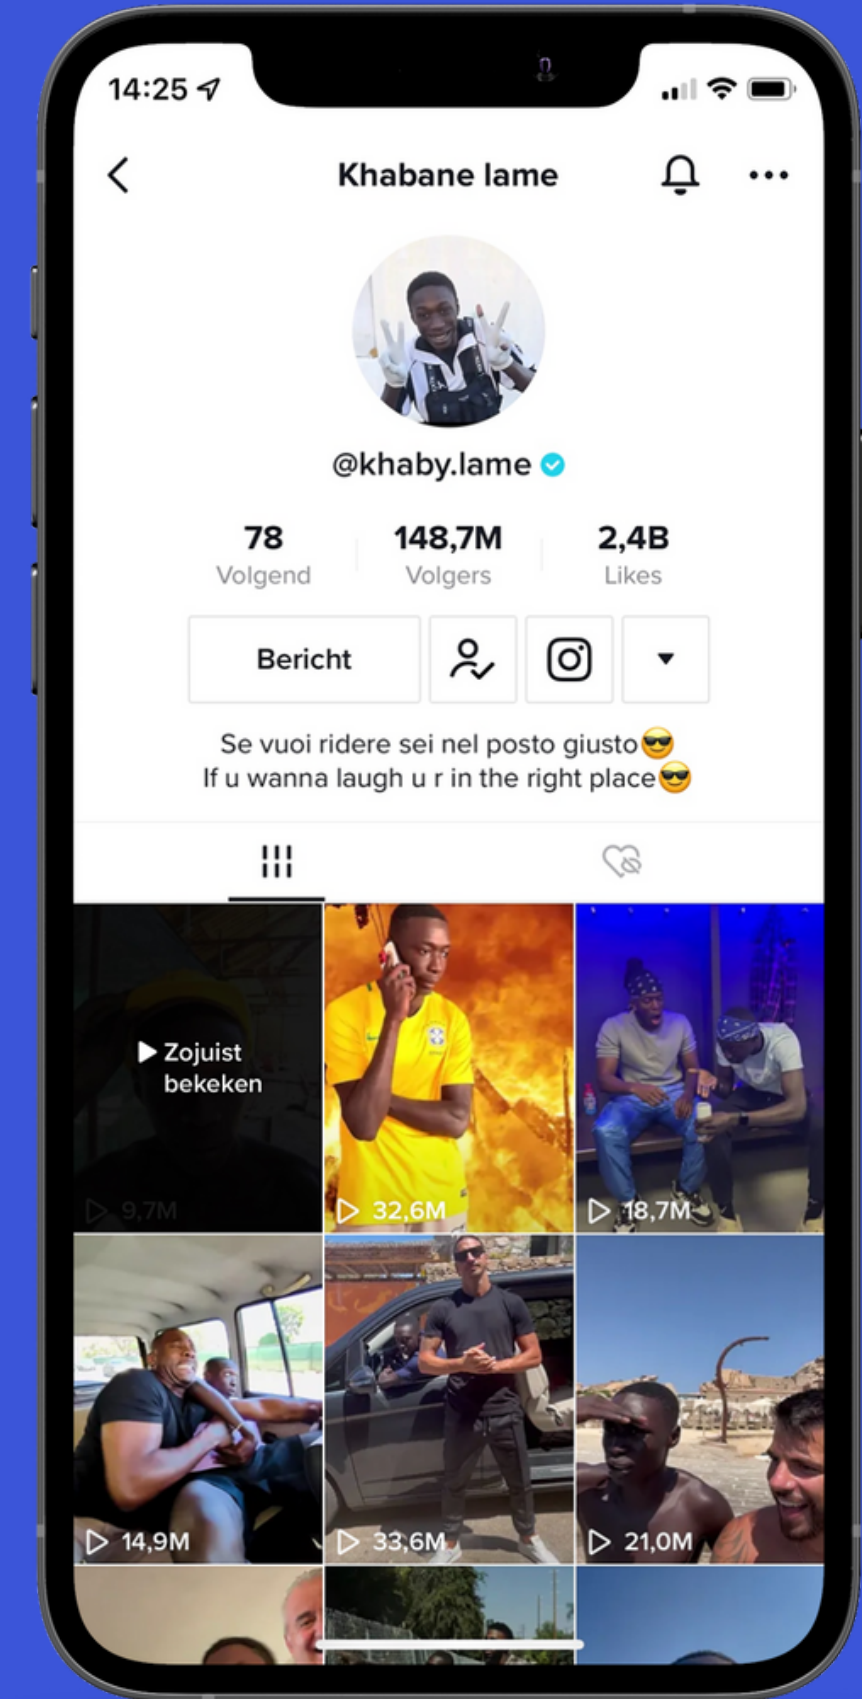 14:25
Khabane lame
@khaby.lame
78 148,7M 2,4B
Volgend Volgers Likes
Bericht
Se vuoi ridere sei nel posto giusto😎
If u wanna laugh u r in the right place😎
Zojuist
bekeken
9,7M 32,6M 18,7M
14,9M 33,6M 21,0M